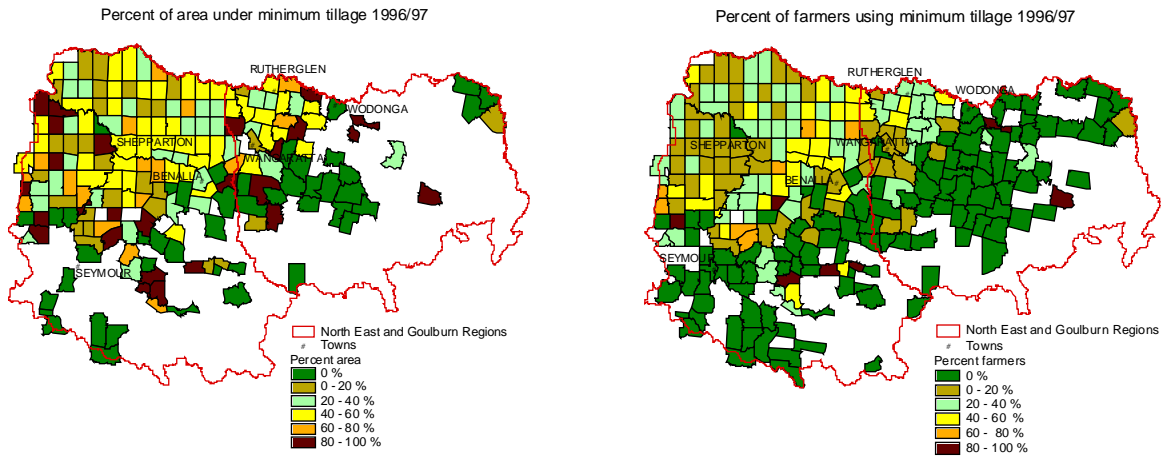 Percent of area under minimum tillage 1996/97
RUTHERGLEN
WODONGA
SHEPPARTON
WANGARATTA
BENALLA
SEYMOUR
North East and Goulburn Regions
# Towns
Percent area
0 %
0 - 20 %
20 - 40 %
40 - 60 %
60 - 80 %
80 - 100 %
Percent of farmers using minimum tillage 1996/97
RUTHERGLEN
WODONGA
SHEPPARTON
WANGARATTA
BENALLA
SEYMOUR
North East and Goulburn Regions
# Towns
Percent farmers
0 %
0 - 20 %
20 - 40 %
40 - 60 %
60 - 80 %
80 - 100 %